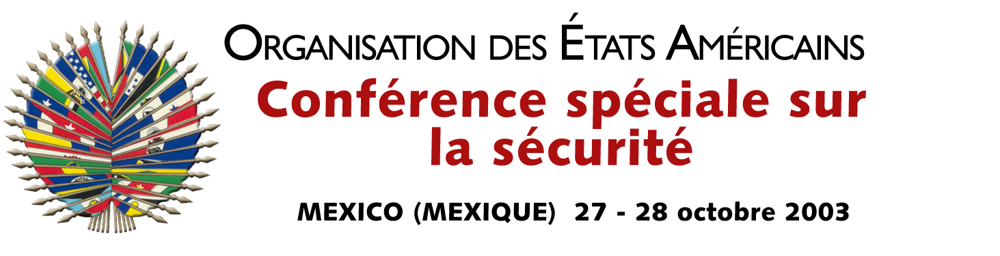 ORGANISATION DES ÉTATS AMÉRICAINS
Conférence spéciale sur
la sécurité
MEXICO (MEXIQUE) 27 - 28 octobre 2003